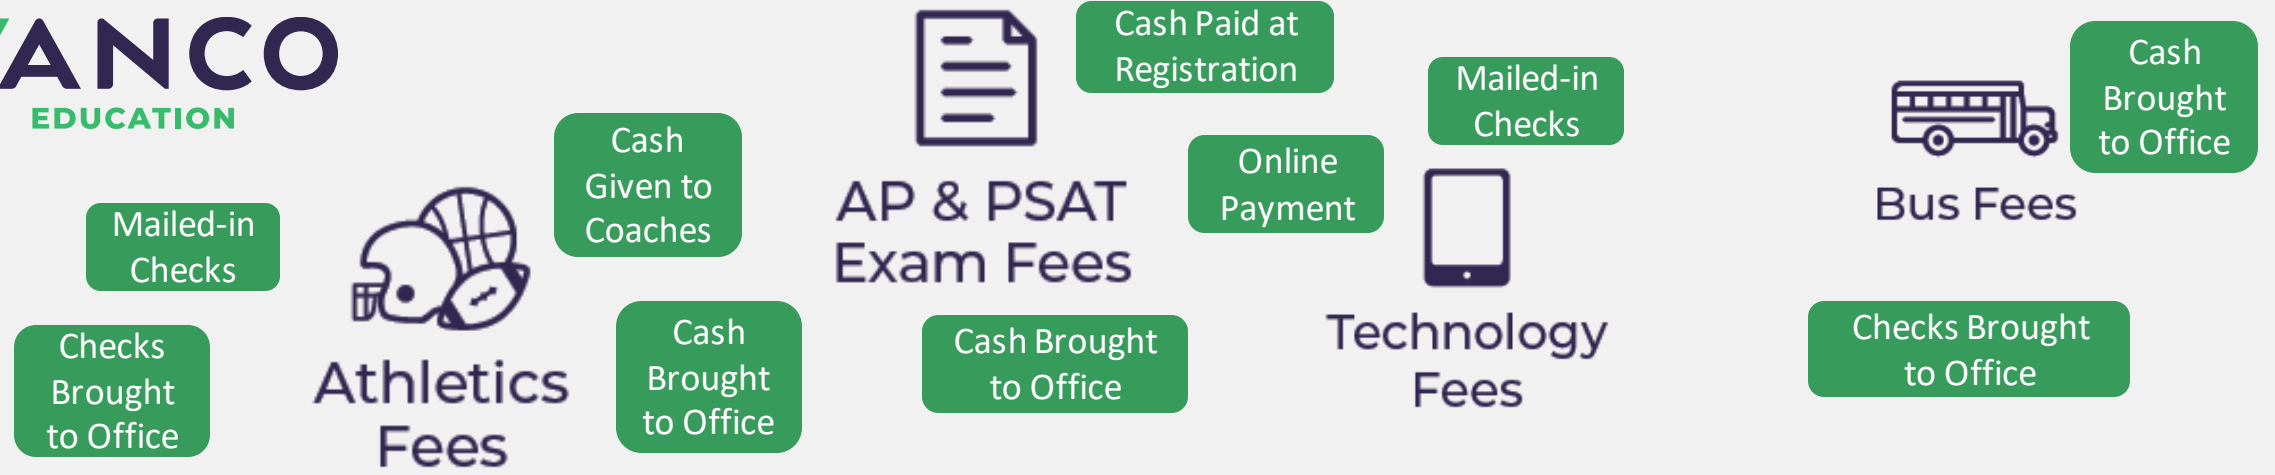 VANCO
EDUCATION
Mailed-in
Checks
Checks
Brought
to Office
Athletics
Fees
Cash
Given to
Coaches
Cash
Brought
to Office
AP & PSAT
Exam Fees
Cash Paid at
Registration
Online
Payment
Cash Brought
to Office
Mailed-in
Checks
Technology
Fees
Bus Fees
Cash
Brought
to Office
Checks Brought
to Office